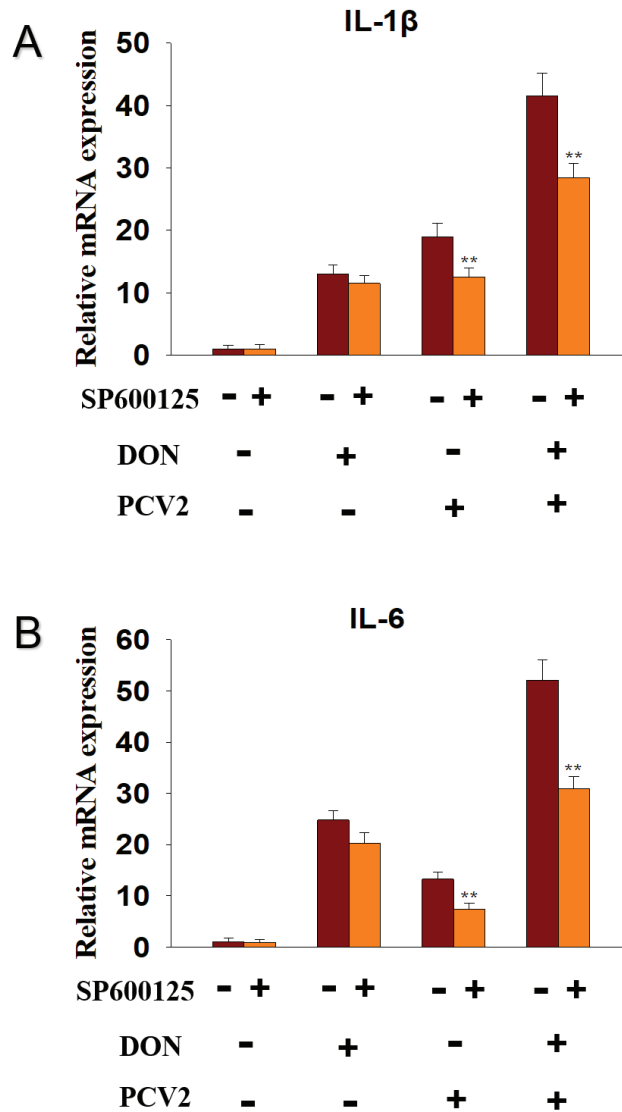 A
IL-1β
Relative mRNA expression
50
40
30
20
10
0
**
**
SP600125 - + - + - + - +
DON - + - +
PCV2 - - + +
B
IL-6
Relative mRNA expression
60
50
40
30
20
10
0
**
**
SP600125 - + - + - + - +
DON - + - +
PCV2 - - + +